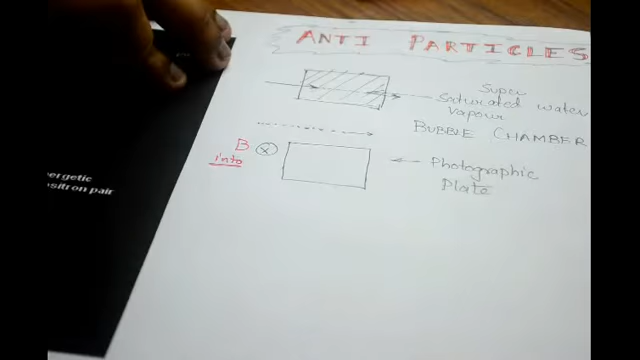 ANTI PARTICLES
Super
Saturated water
Vapour
BUBBLE CHAMBER
B
into
Photographic
Plate
ergetic
sitron pair